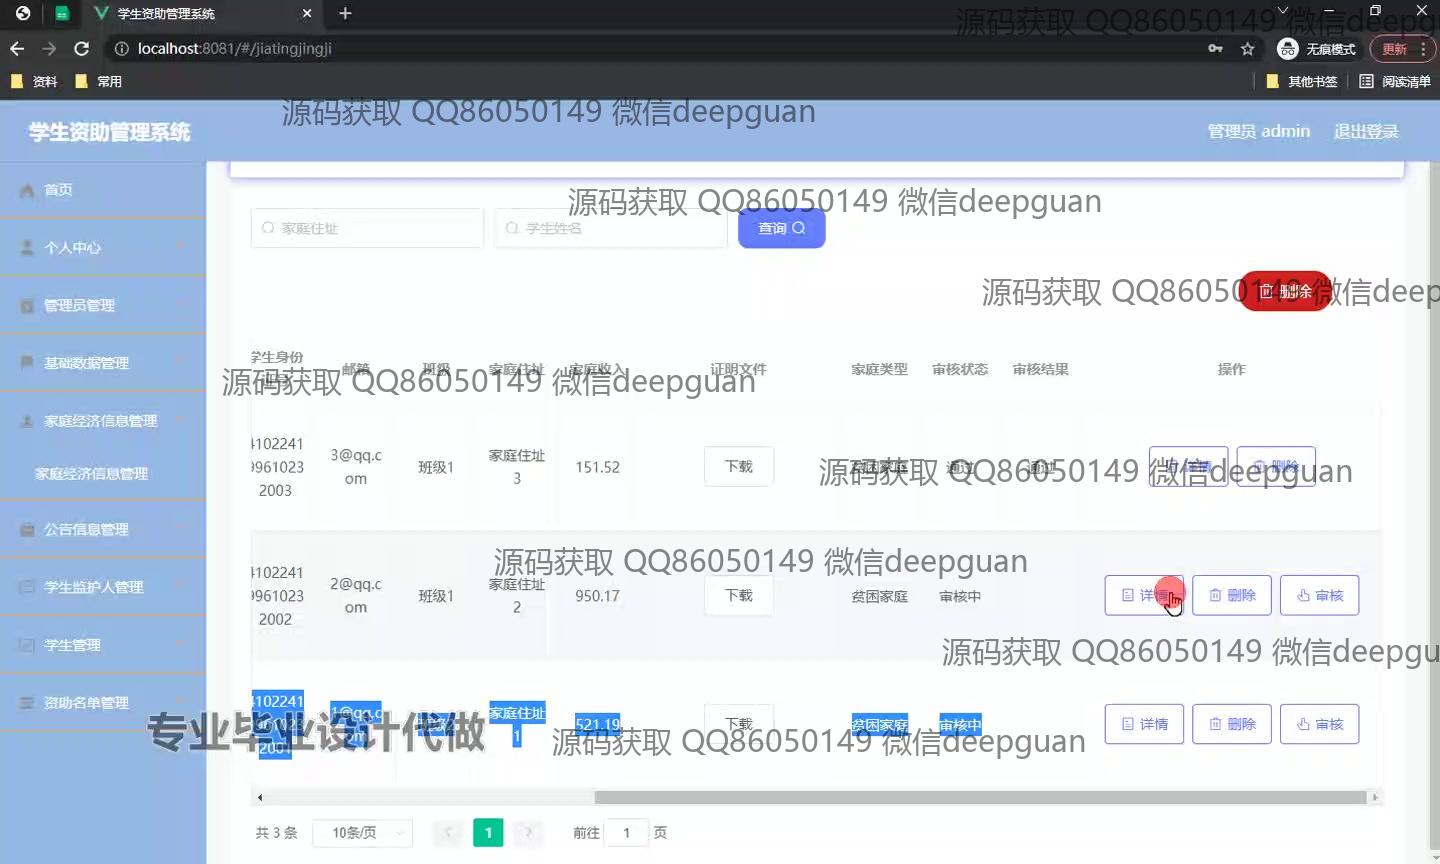 学生资助管理系统
源码获取 QQ86050149 微信deepg
localhost:8081/#/jiatingjingji
无痕模式
更新
资料
常用
其他书签
阅读清单
源码获取 QQ86050149 微信deepguan
学生资助管理系统
管理员 admin
退出登录
首页
源码获取 QQ86050149 微信deepguan
家庭住址
学生姓名
查询
个人中心
源码获取 QQ86050149 微信deep
删除
管理员管理
基础数据管理
学生身份
邮箱
班级
家庭住址
家庭收入
证明文件
家庭类型
审核状态
审核结果
操作
源码获取 QQ86050149 微信deepguan
家庭经济信息管理
家庭经济信息管理
4102241
9961023
2003
3@qq.c
om
班级1
家庭住址
3
151.52
下载
贫困家庭
通过
通过
详情
删除
源码获取 QQ86050149 微信deepguan
公告信息管理
源码获取 QQ86050149 微信deepguan
学生监护人管理
4102241
9961023
2002
2@qq.c
om
班级1
家庭住址
2
950.17
下载
贫困家庭
审核中
详情
删除
审核
学生管理
源码获取 QQ86050149 微信deepgu
资助名单管理
4102241
2001
1@qq.c
om
家庭住址
1
521.19
下载
贫困家庭
审核中
详情
删除
审核
专业毕业设计代做
源码获取 QQ86050149 微信deepguan
共 3 条
10条/页
1
前往
1
页